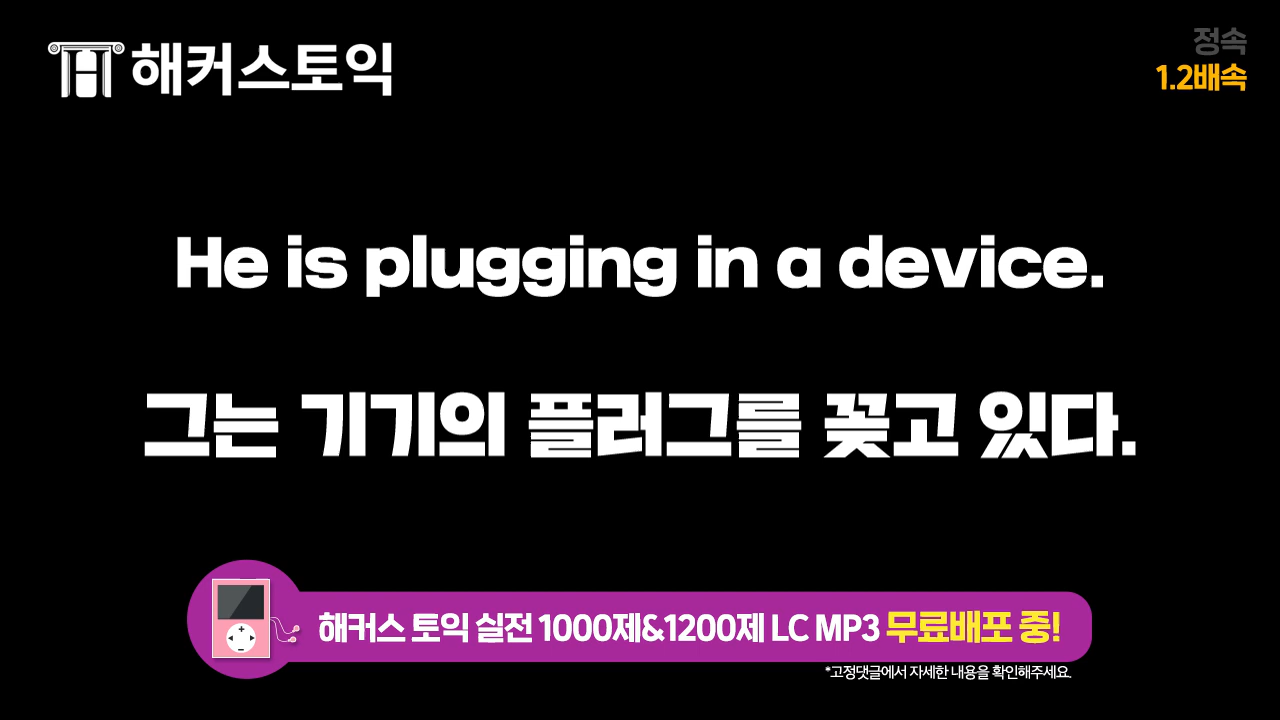 해커스토익
정속
1.2배속
He is plugging in a device.
그는 기기의 플러그를 꽂고 있다.
해커스 토익 실전 1000제&1200제 LC MP3 무료배포 중!
*고정댓글에서 자세한 내용을 확인해주세요.